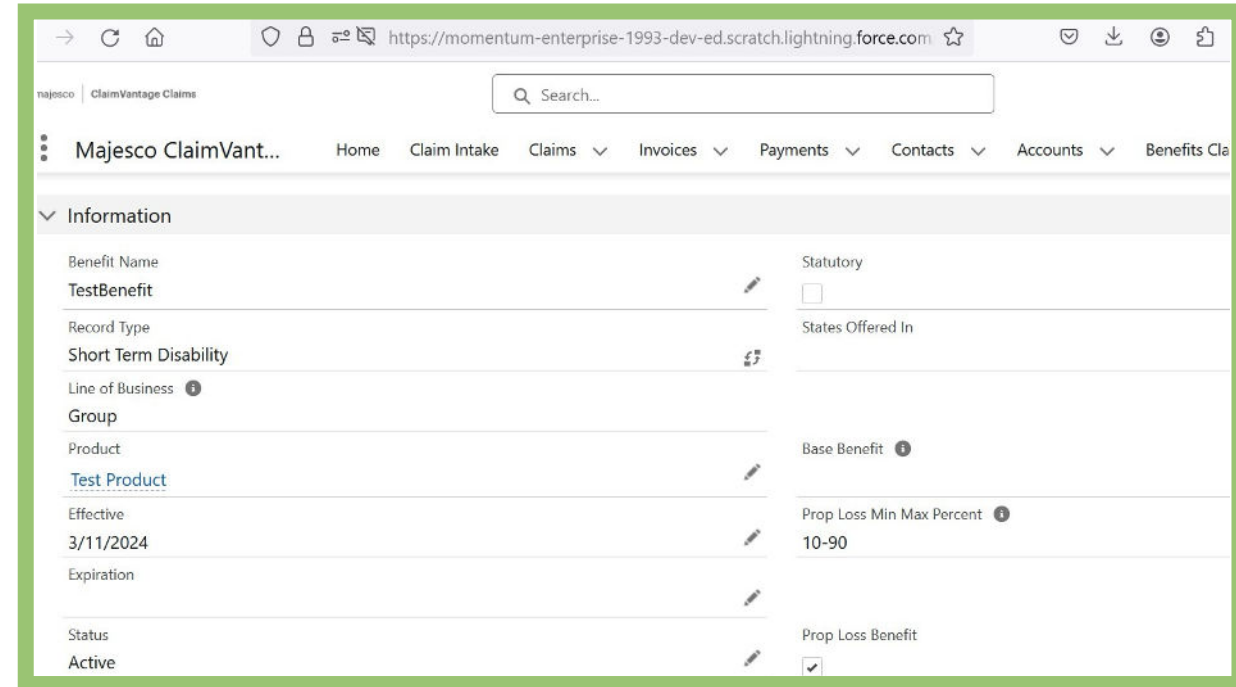 https://momentum-enterprise-1993-dev-ed.scratch.lightning.force.com
majesco | ClaimVantage Claims
Search...
Majesco ClaimVant... Home Claim Intake Claims Invoices Payments Contacts Accounts Benefits Cla
Information
Benefit Name Statutory
TestBenefit
Record Type States Offered In
Short Term Disability
Line of Business
Group
Product Base Benefit
Test Product
Effective Prop Loss Min Max Percent
3/11/2024 10-90
Expiration
Status Prop Loss Benefit
Active